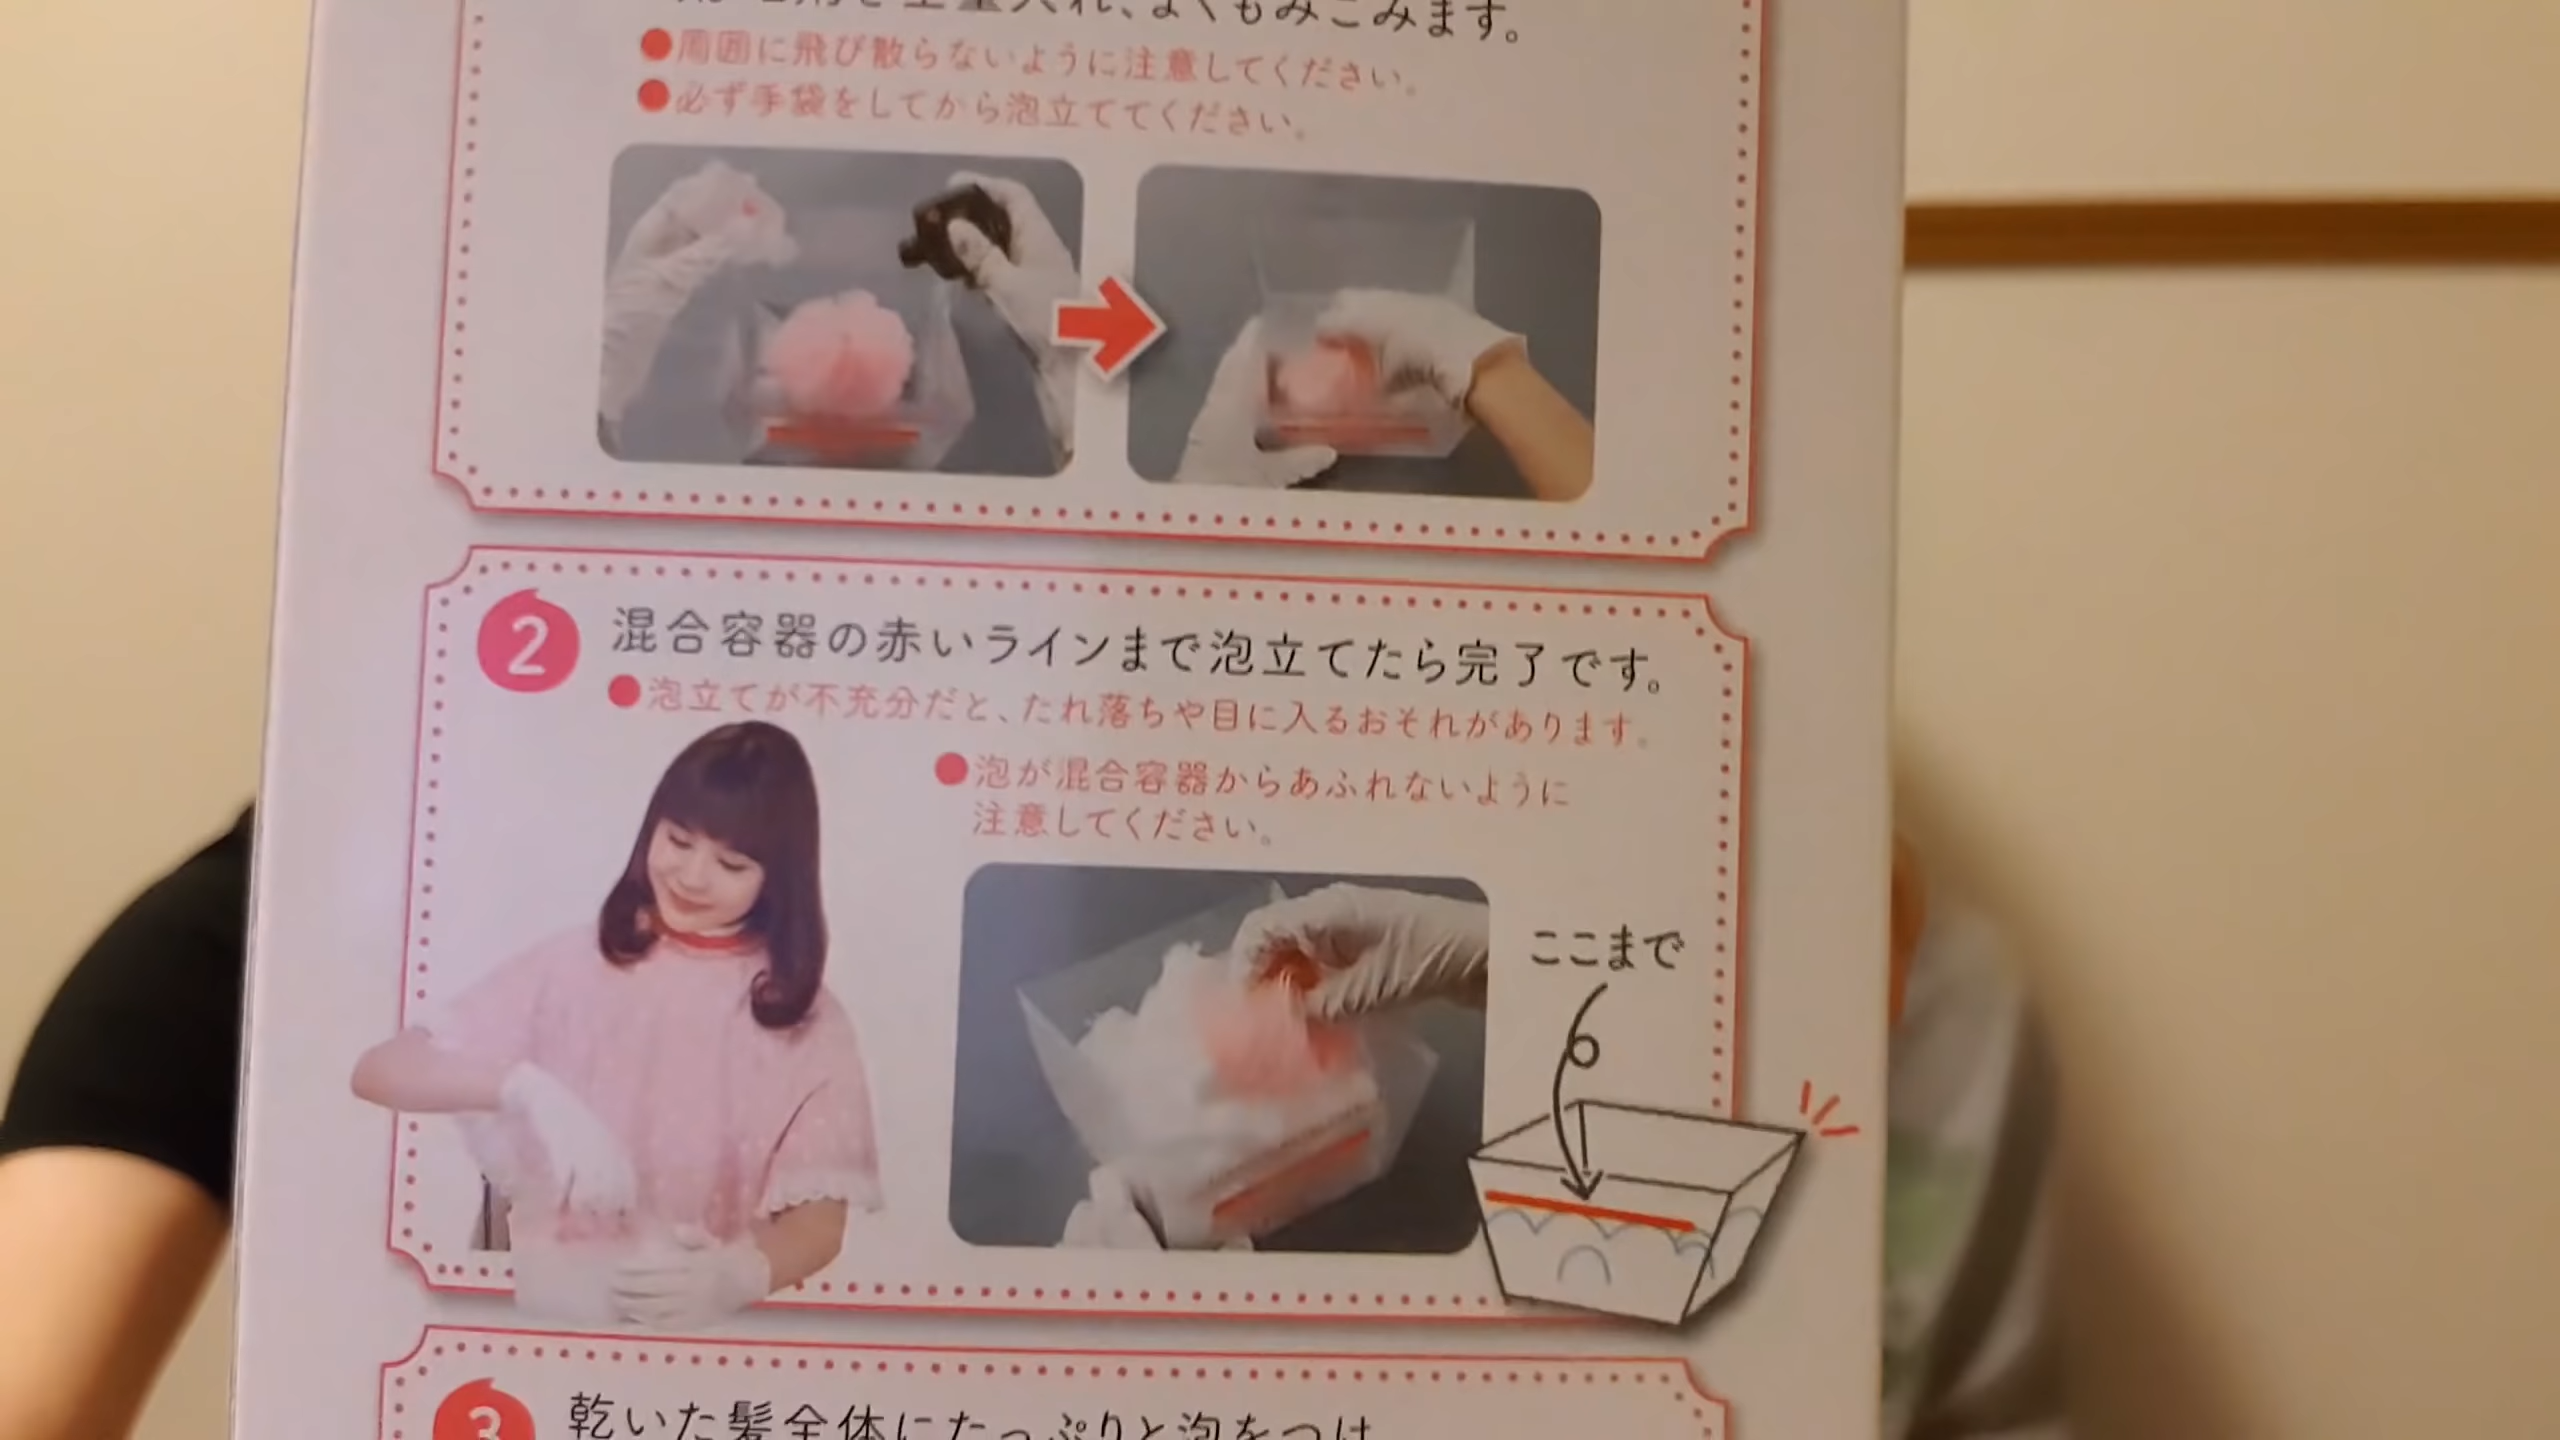 入れ、よくもみこみます。
●周囲に飛び散らないように注意してください。
●必ず手袋をしてから泡立ててください。
2 混合容器の赤いラインまで泡立てたら完了です。
●泡立てが不充分だと、たれ落ちや目に入るおそれがあります。
●泡が混合容器からあふれないように
注意してください。
ここまで
3 乾いた髪全体にたっぷりと泡をつけ